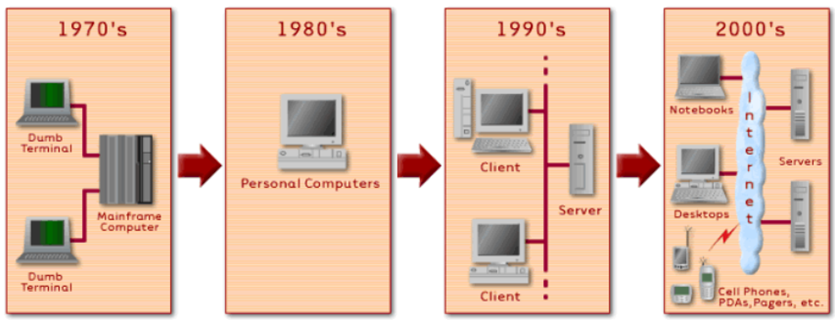 1970's
Dumb
Terminal
Mainframe
Computer
Dumb
Terminal
1980's
Personal Computers
1990's
Client
Server
Client
2000's
Notebooks
Internet
Servers
Desktops
Cell Phones,
PDAs,Pagers, etc.